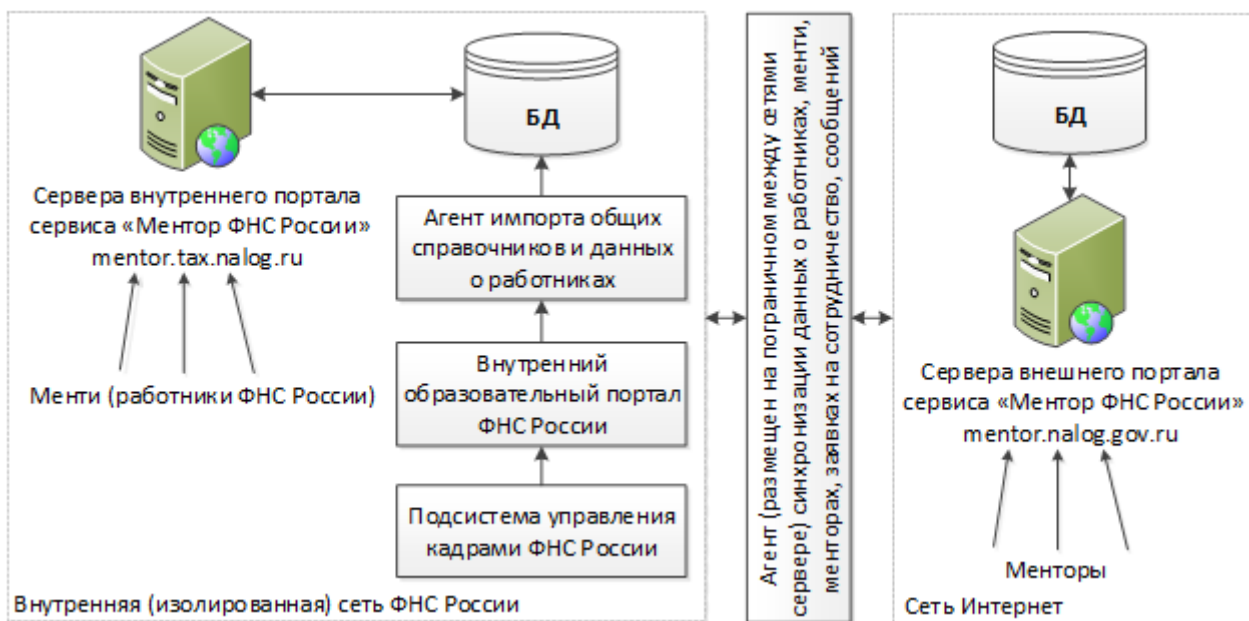 Сервера внутреннего портала
сервиса «Ментор ФНС России»
mentor.tax.nalog.ru
Менти (работники ФНС России)
БД
Агент импорта общих
справочников и данных
о работниках
Внутренний
образовательный портал
ФНС России
Подсистема управления
кадрами ФНС России
Внутренняя (изолированная) сеть ФНС России
Агент (размещен на пограничном между сетями
сервере) синхронизации данных о работниках, менти,
менторах, заявках на сотрудничество, сообщений
БД
Сервера внешнего портала
сервиса «Ментор ФНС России»
mentor.nalog.gov.ru
Менторы
Сеть Интернет